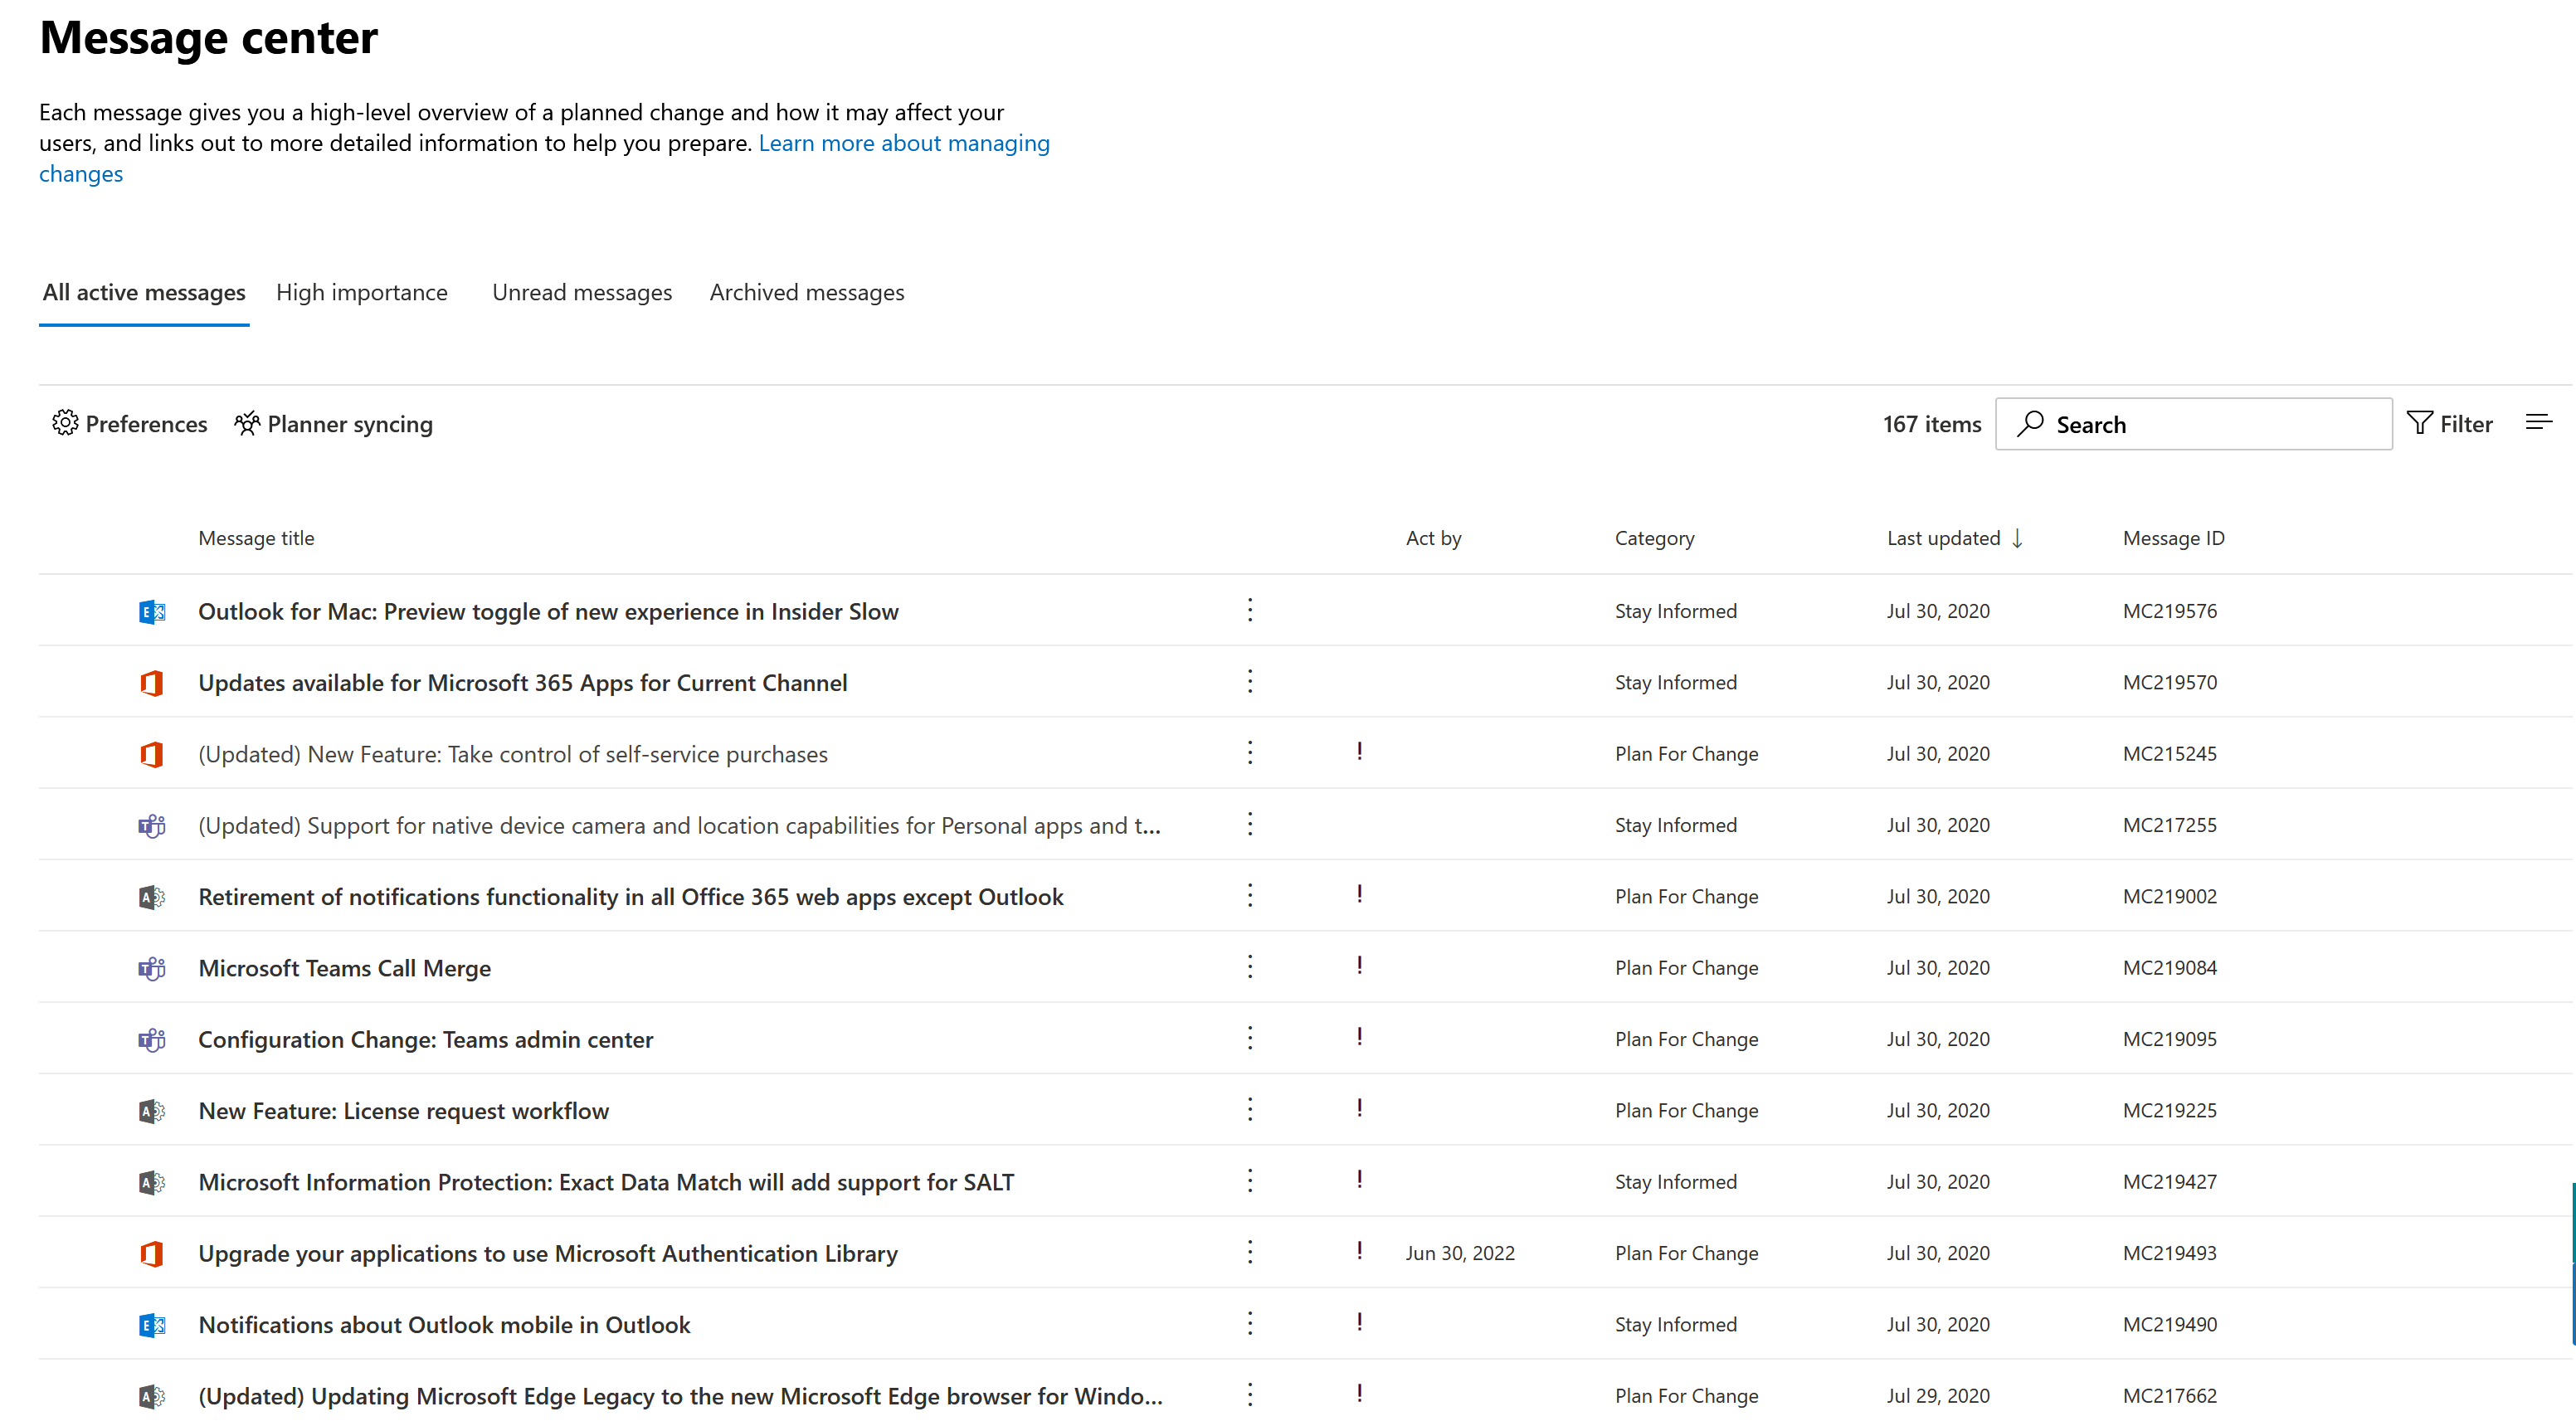 Message center
Each message gives you a high-level overview of a planned change and how it may affect your
users, and links out to more detailed information to help you prepare. Learn more about managing
changes
All active messages High importance Unread messages Archived messages
Preferences Planner syncing 167 items Search Filter
Message title Act by Category Last updated ↓ Message ID
Outlook for Mac: Preview toggle of new experience in Insider Slow Stay Informed Jul 30, 2020 MC219576
Updates available for Microsoft 365 Apps for Current Channel Stay Informed Jul 30, 2020 MC219570
(Updated) New Feature: Take control of self-service purchases ! Plan For Change Jul 30, 2020 MC215245
(Updated) Support for native device camera and location capabilities for Personal apps and t... Stay Informed Jul 30, 2020 MC217255
Retirement of notifications functionality in all Office 365 web apps except Outlook ! Plan For Change Jul 30, 2020 MC219002
Microsoft Teams Call Merge ! Plan For Change Jul 30, 2020 MC219084
Configuration Change: Teams admin center ! Plan For Change Jul 30, 2020 MC219095
New Feature: License request workflow ! Plan For Change Jul 30, 2020 MC219225
Microsoft Information Protection: Exact Data Match will add support for SALT ! Stay Informed Jul 30, 2020 MC219427
Upgrade your applications to use Microsoft Authentication Library ! Jun 30, 2022 Plan For Change Jul 30, 2020 MC219493
Notifications about Outlook mobile in Outlook ! Stay Informed Jul 30, 2020 MC219490
(Updated) Updating Microsoft Edge Legacy to the new Microsoft Edge browser for Windo... ! Plan For Change Jul 29, 2020 MC217662